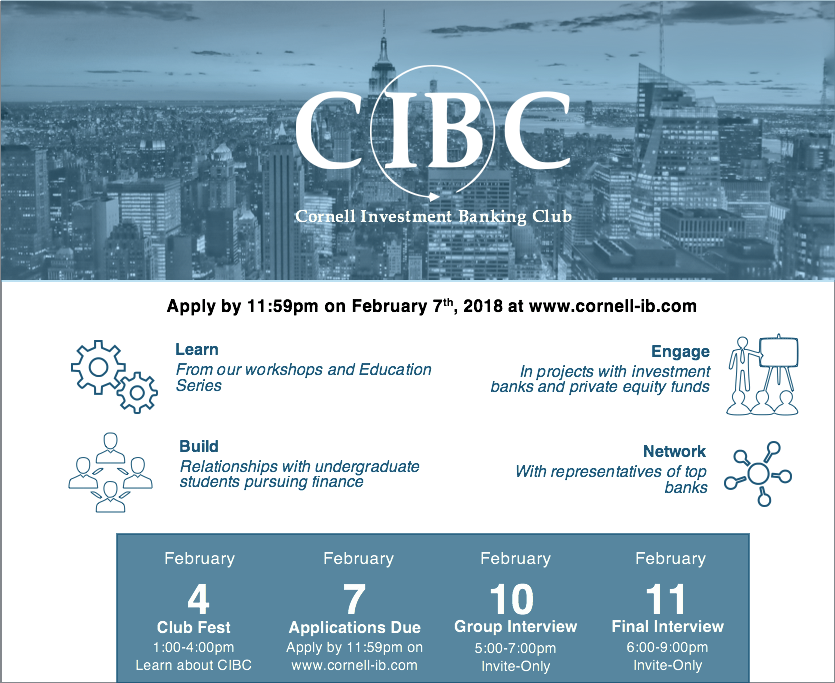 CIBC
Cornell Investment Banking Club
Apply by 11:59pm on February 7th, 2018 at www.cornell-ib.com
Learn
From our workshops and Education
Series
Engage
In projects with investment
banks and private equity funds
Build
Relationships with undergraduate
students pursuing finance
Network
With representatives of top
banks
February
4
Club Fest
1:00-4:00pm
Learn about CIBC
February
7
Applications Due
Apply by 11:59pm on
www.cornell-ib.com
February
10
Group Interview
5:00-7:00pm
Invite-Only
February
11
Final Interview
6:00-9:00pm
Invite-Only